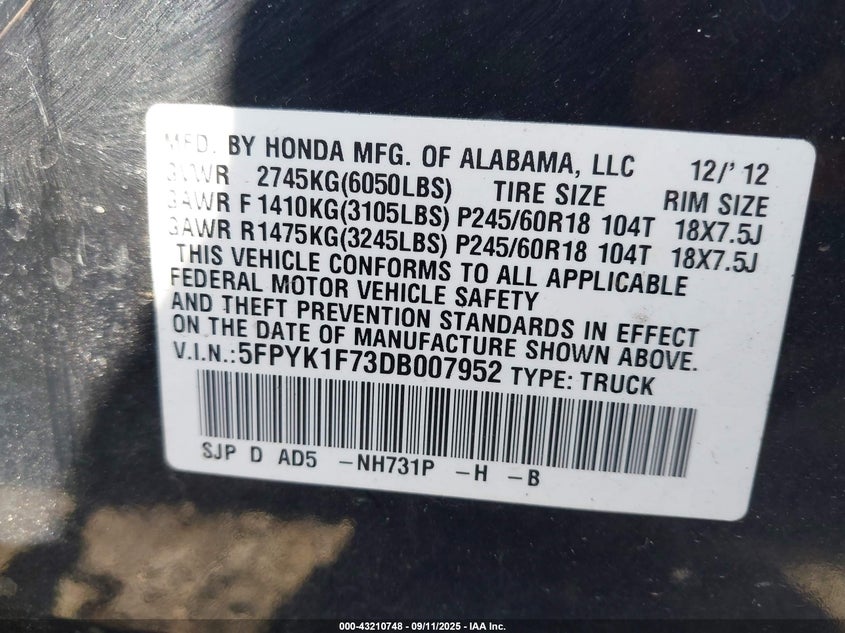 MFD. BY HONDA MFG. OF ALABAMA, LLC 12/'12
GVWR 2745KG(6050LBS) TIRE SIZE RIM SIZE
GAWR F 1410KG(3105LBS) P245/60R18 104T 18X7.5J
GAWR R1475KG(3245LBS) P245/60R18 104T 18X7.5J
THIS VEHICLE CONFORMS TO ALL APPLICABLE
FEDERAL MOTOR VEHICLE SAFETY
AND THEFT PREVENTION STANDARDS IN EFFECT
ON THE DATE OF MANUFACTURE SHOWN ABOVE.
V.I.N.:5FPYK1F73DB007952 TYPE: TRUCK
SJP D AD5 -NH731P -H -B
000-43210748 - 09/11/2025 - IAA Inc.